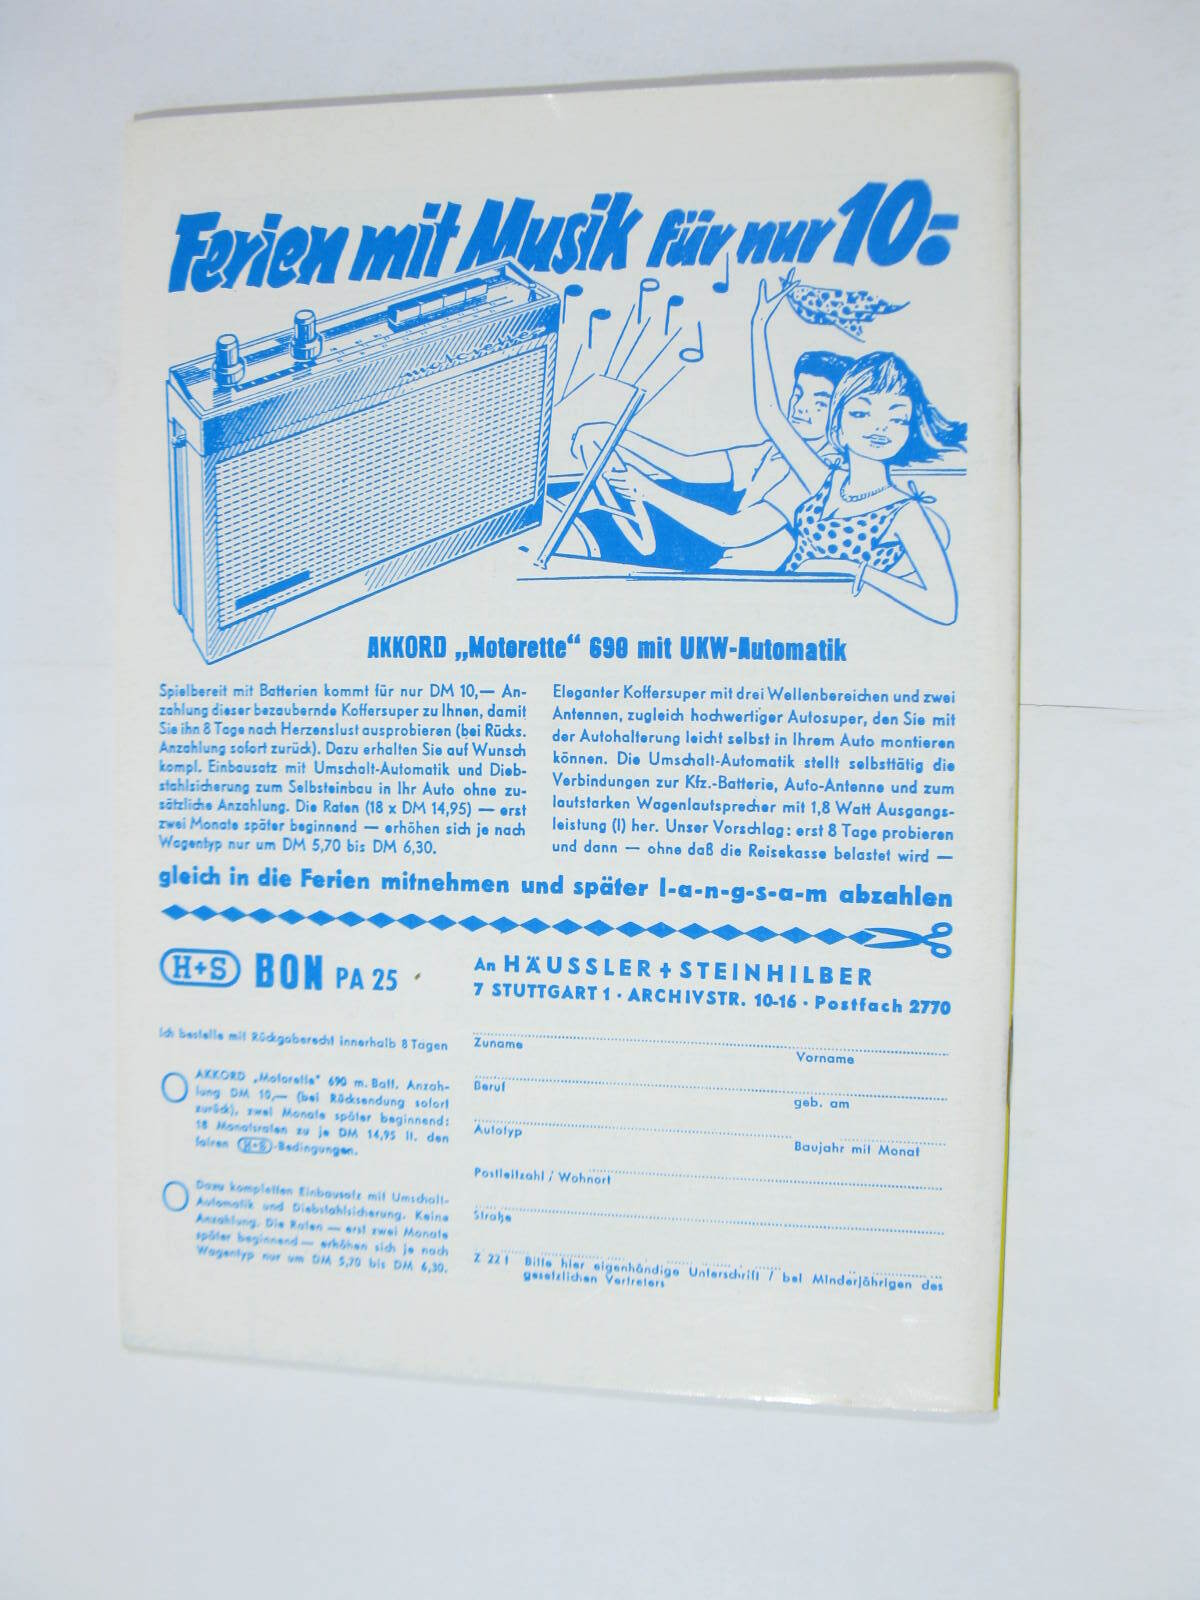 Ferien mit Musik für nur 10.-
AKKORD „Motorette“ 690 mit UKW-Automatik
Spielbereit mit Batterien kommt für nur DM 10,— An-
zahlung dieser bezaubernde Koffersuper zu Ihnen, damit
Sie ihn 8 Tage nach Herzenslust ausprobieren (bei Rücks.
Anzahlung sofort zurück). Dazu erhalten Sie auf Wunsch
kompl. Einbausatz mit Umschalt-Automatik und Dieb-
stahlsicherung zum Selbsteinbau in Ihr Auto ohne zu-
sätzliche Anzahlung. Die Raten (18 x DM 14,95) — erst
zwei Monate später beginnend — erhöhen sich je nach
Wagentyp nur um DM 5,70 bis DM 6,30.
Eleganter Koffersuper mit drei Wellenbereichen und zwei
Antennen, zugleich hochwertiger Autosuper, den Sie mit
der Autohalterung leicht selbst in Ihrem Auto montieren
können. Die Umschalt-Automatik stellt selbsttätig die
Verbindungen zur Kfz.-Batterie, Auto-Antenne und zum
lautstarken Wagenlautsprecher mit 1,8 Watt Ausgangs-
leistung (!) her. Unser Vorschlag: erst 8 Tage probieren
und dann — ohne daß die Reisekasse belastet wird —
gleich in die Ferien mitnehmen und später l-a-n-g-s-a-m abzahlen
H+S BON PA 25
Ich bestelle mit Rückgaberecht innerhalb 8 Tagen
AKKORD „Motorette“ 690 m. Batt. Anzah-
lung DM 10,— (bei Rücksendung sofort
zurück), zwei Monate später beginnend:
18 Monatsraten zu je DM 14,95 lt. den
fairen H+S-Bedingungen.
Dazu kompletten Einbausatz mit Umschalt-
Automatik und Diebstahlsicherung. Keine
Anzahlung. Die Raten — erst zwei Monate
später beginnend — erhöhen sich je nach
Wagentyp nur um DM 5,70 bis DM 6,30.
An HÄUSSLER + STEINHILBER
7 STUTTGART 1 · ARCHIVSTR. 10-16 · Postfach 2770
Zuname Vorname
Beruf geb. am
Autotyp Baujahr mit Monat
Postleitzahl / Wohnort
Straße
Z 22 I Bitte hier eigenhändige Unterschrift / bei Minderjährigen des
gesetzlichen Vertreters